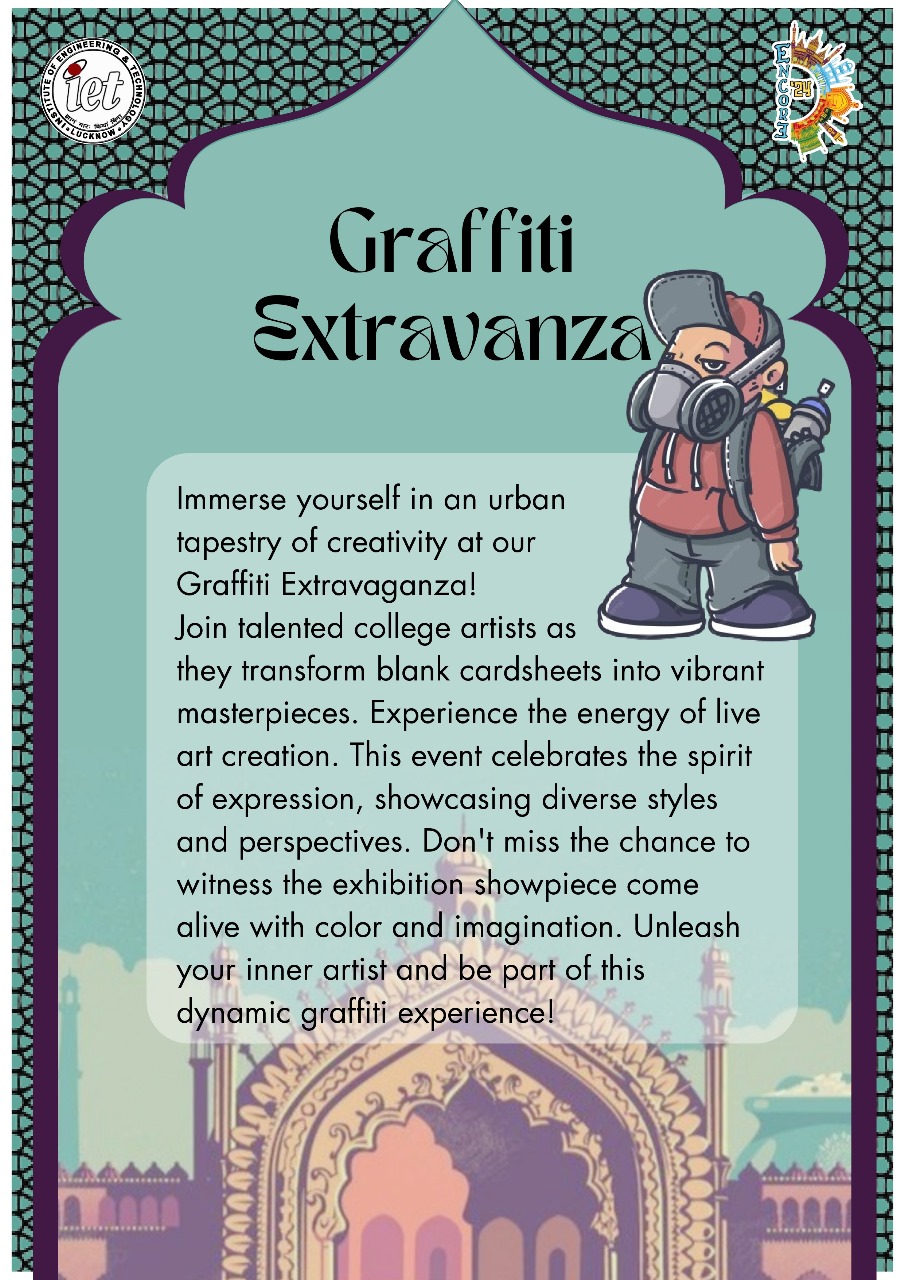 INSTITUTE OF ENGINEERING & TECHNOLOGY
iet
LUCKNOW
ENCORE
'24
Graffiti
Extravanza
Immerse yourself in an urban
tapestry of creativity at our
Graffiti Extravaganza!
Join talented college artists as
they transform blank cardsheets into vibrant
masterpieces. Experience the energy of live
art creation. This event celebrates the spirit
of expression, showcasing diverse styles
and perspectives. Don't miss the chance to
witness the exhibition showpiece come
alive with color and imagination. Unleash
your inner artist and be part of this
dynamic graffiti experience!